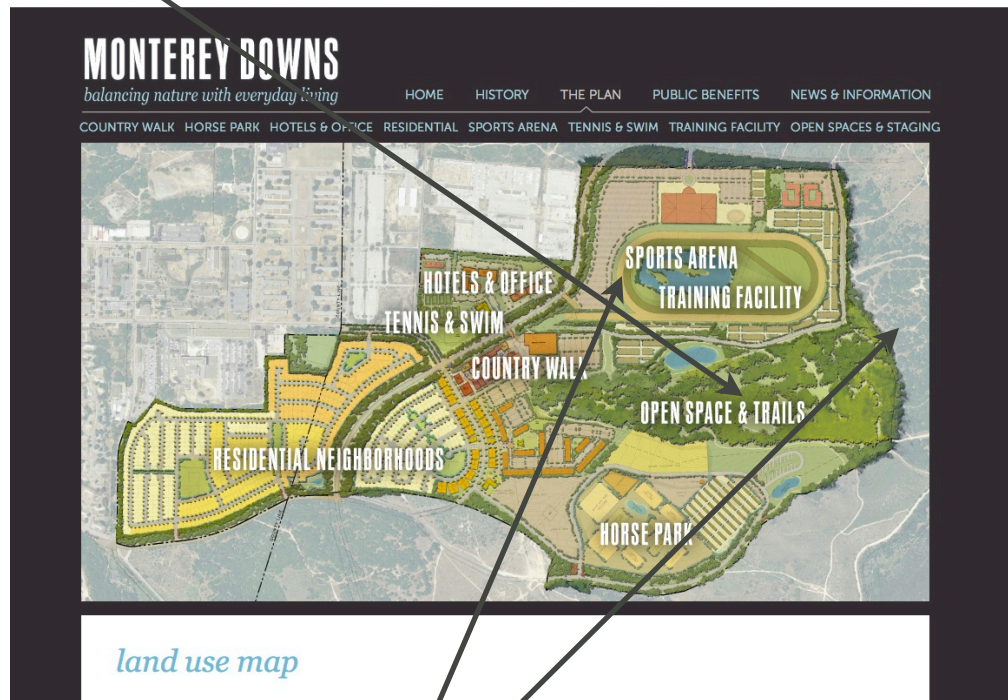 MONTEREY DOWNS
balancing nature with everyday living
HOME HISTORY THE PLAN PUBLIC BENEFITS NEWS & INFORMATION
COUNTRY WALK HORSE PARK HOTELS & OFFICE RESIDENTIAL SPORTS ARENA TENNIS & SWIM TRAINING FACILITY OPEN SPACES & STAGING
SPORTS ARENA
HOTELS & OFFICE
TRAINING FACILITY
TENNIS & SWIM
COUNTRY WALK
OPEN SPACE & TRAILS
RESIDENTIAL NEIGHBORHOODS
HORSE PARK
land use map